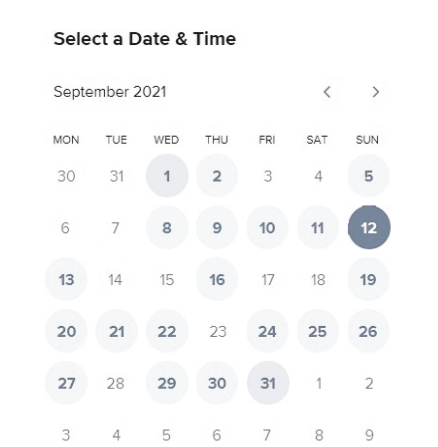 Select a Date & Time
September 2021
MON TUE WED THU FRI SAT SUN
30 31 1 2 3 4 5
6 7 8 9 10 11 12
13 14 15 16 17 18 19
20 21 22 23 24 25 26
27 28 29 30 31 1 2
3 4 5 6 7 8 9